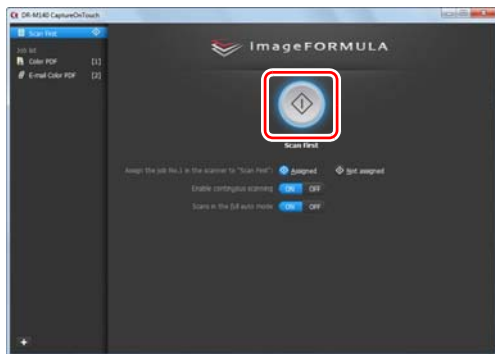 DR-M140 CaptureOnTouch
Scan First
Job list
Color PDF [1]
E-mail Color PDF [2]
imageFORMULA
Scan First
Assign the job No.1 in the scanner to "Scan First": Assigned Not assigned
Enable continuous scanning ON OFF
Scans in the full auto mode ON OFF